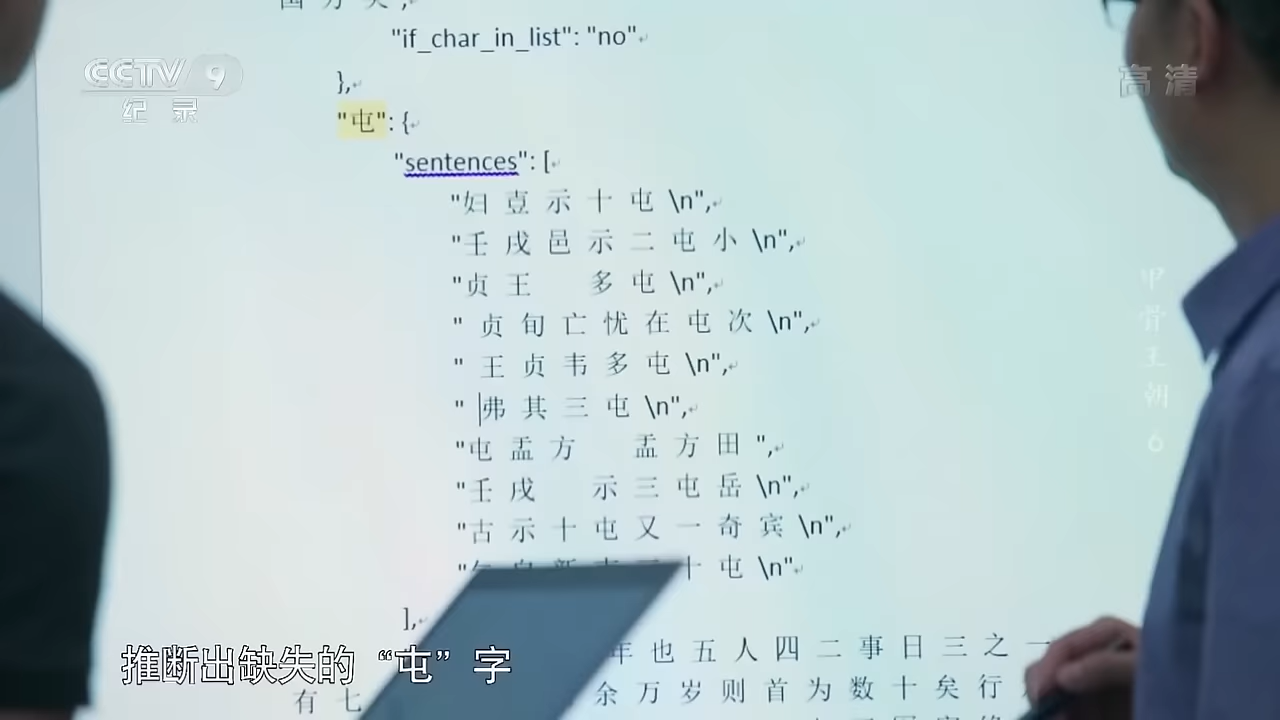 "if_char_in_list": "no"
CCTV 9
纪录
高清
},
"屯": {
"sentences": [
"妇 壴 示 十 屯 \n",
"壬 戌 邑 示 二 屯 小 \n",
"贞 王 多 屯 \n",
" 贞 旬 亡 忧 在 屯 次 \n",
" 王 贞 韦 多 屯 \n",
" 弗 其 三 屯 \n",
"屯 盂 方 盂 方 田 ",
"壬 戌 示 三 屯 岳 \n",
"古 示 十 屯 又 一 奇 宾 \n",
十 屯 \n"
],
甲骨王朝 6
年 也 五 人 四 二 事 日 三 之 一
有 七 余 万 岁 则 首 为 数 十 矣 行
推断出缺失的“屯”字